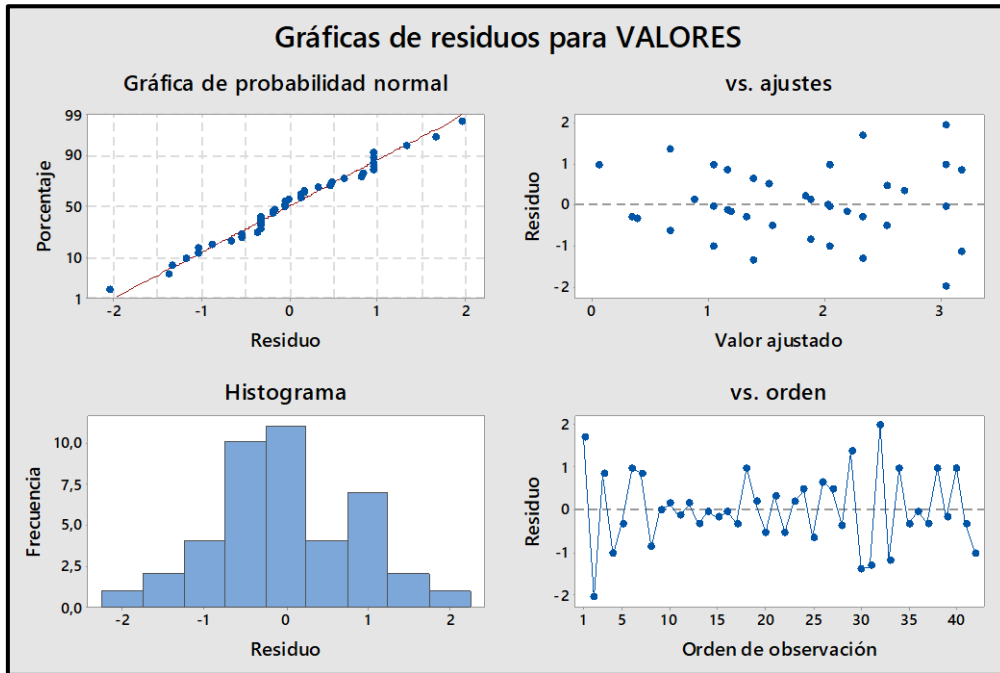 Gráficas de residuos para VALORES
Gráfica de probabilidad normal
99
90
50
10
1
Porcentaje
-2 -1 0 1 2
Residuo
vs. ajustes
2
1
0
-1
-2
Residuo
0 1 2 3
Valor ajustado
Histograma
10,0
7,5
5,0
2,5
0,0
Frecuencia
-2 -1 0 1 2
Residuo
vs. orden
2
1
0
-1
-2
Residuo
1 5 10 15 20 25 30 35 40
Orden de observación